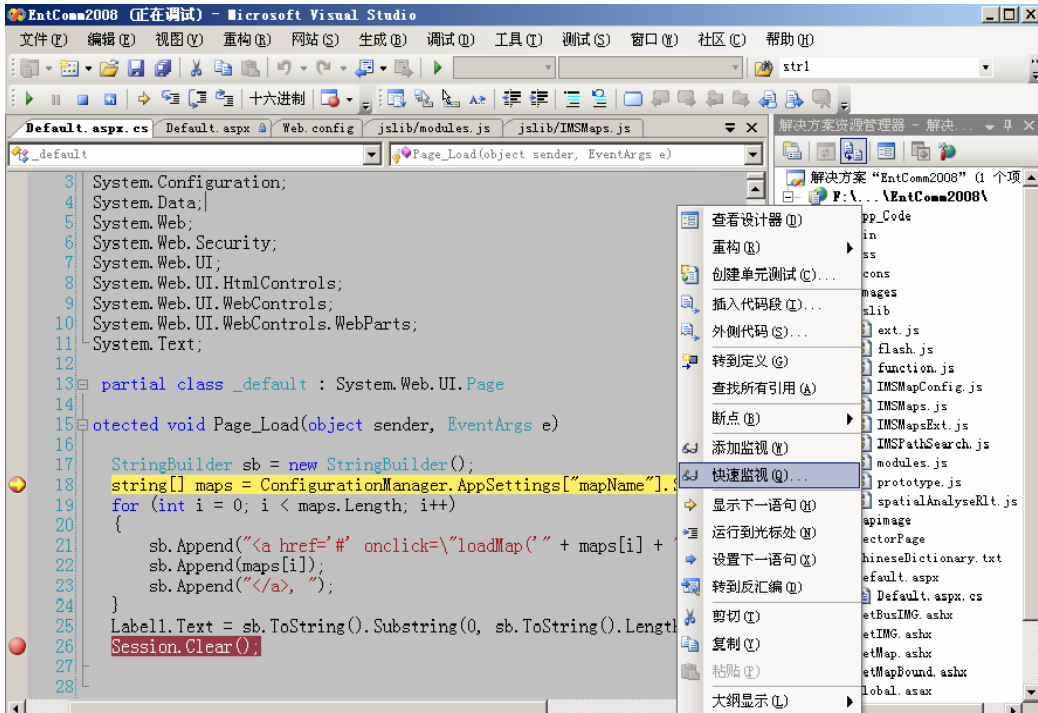 EntComm2008 (正在调试) - Microsoft Visual Studio
文件(F) 编辑(E) 视图(V) 重构(R) 网站(S) 生成(B) 调试(D) 工具(T) 测试(S) 窗口(W) 社区(C) 帮助(H)
str1
十六进制
Default.aspx.cs Default.aspx Web.config jslib/modules.js jslib/IMSMaps.js
_default Page_Load(object sender, EventArgs e)
3 System.Configuration;
4 System.Data;
5 System.Web;
6 System.Web.Security;
7 System.Web.UI;
8 System.Web.UI.HtmlControls;
9 System.Web.UI.WebControls;
10 System.Web.UI.WebControls.WebParts;
11 System.Text;
12
13 partial class _default : System.Web.UI.Page
14
15 otected void Page_Load(object sender, EventArgs e)
16
17 StringBuilder sb = new StringBuilder();
18 string[] maps = ConfigurationManager.AppSettings["mapName"].
19 for (int i = 0; i < maps.Length; i++)
20 {
21 sb.Append("<a href='#' onclick=\"loadMap('" + maps[i] +
22 sb.Append(maps[i]);
23 sb.Append("</a>, ");
24 }
25 Label1.Text = sb.ToString().Substring(0, sb.ToString().Length
26 Session.Clear();
27
28
查看设计器(D)
重构(R)
创建单元测试(C)...
插入代码段(I)...
外侧代码(S)...
转到定义(G)
查找所有引用(A)
断点(B)
添加监视(W)
快速监视(Q)...
显示下一语句(H)
运行到光标处(N)
设置下一语句(X)
转到反汇编(D)
剪切(T)
复制(Y)
粘贴(P)
大纲显示(L)
解决方案资源管理器 - 解决...
解决方案 “EntComm2008” (1 个项
F:\...\EntComm2008\
pp_Code
in
ss
cons
mages
slib
ext.js
flash.js
function.js
IMSMapConfig.js
IMSMaps.js
IMSMapsExt.js
IMSPathSearch.js
modules.js
prototype.js
spatialAnalyseRlt.js
apimage
ectorPage
hineseDictionary.txt
efault.aspx
Default.aspx.cs
etBusIMG.ashx
etIMG.ashx
etMap.ashx
etMapBound.ashx
lobal.asax